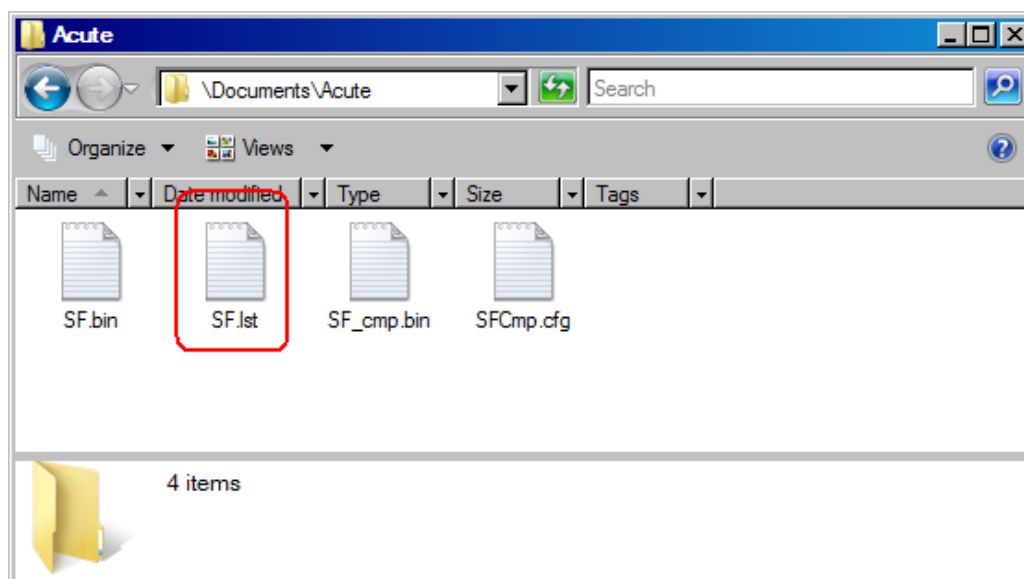 Acute
\Documents\Acute Search
Organize Views
Name Date modified Type Size Tags
SF.bin SF.lst SF_cmp.bin SFCmp.cfg
4 items